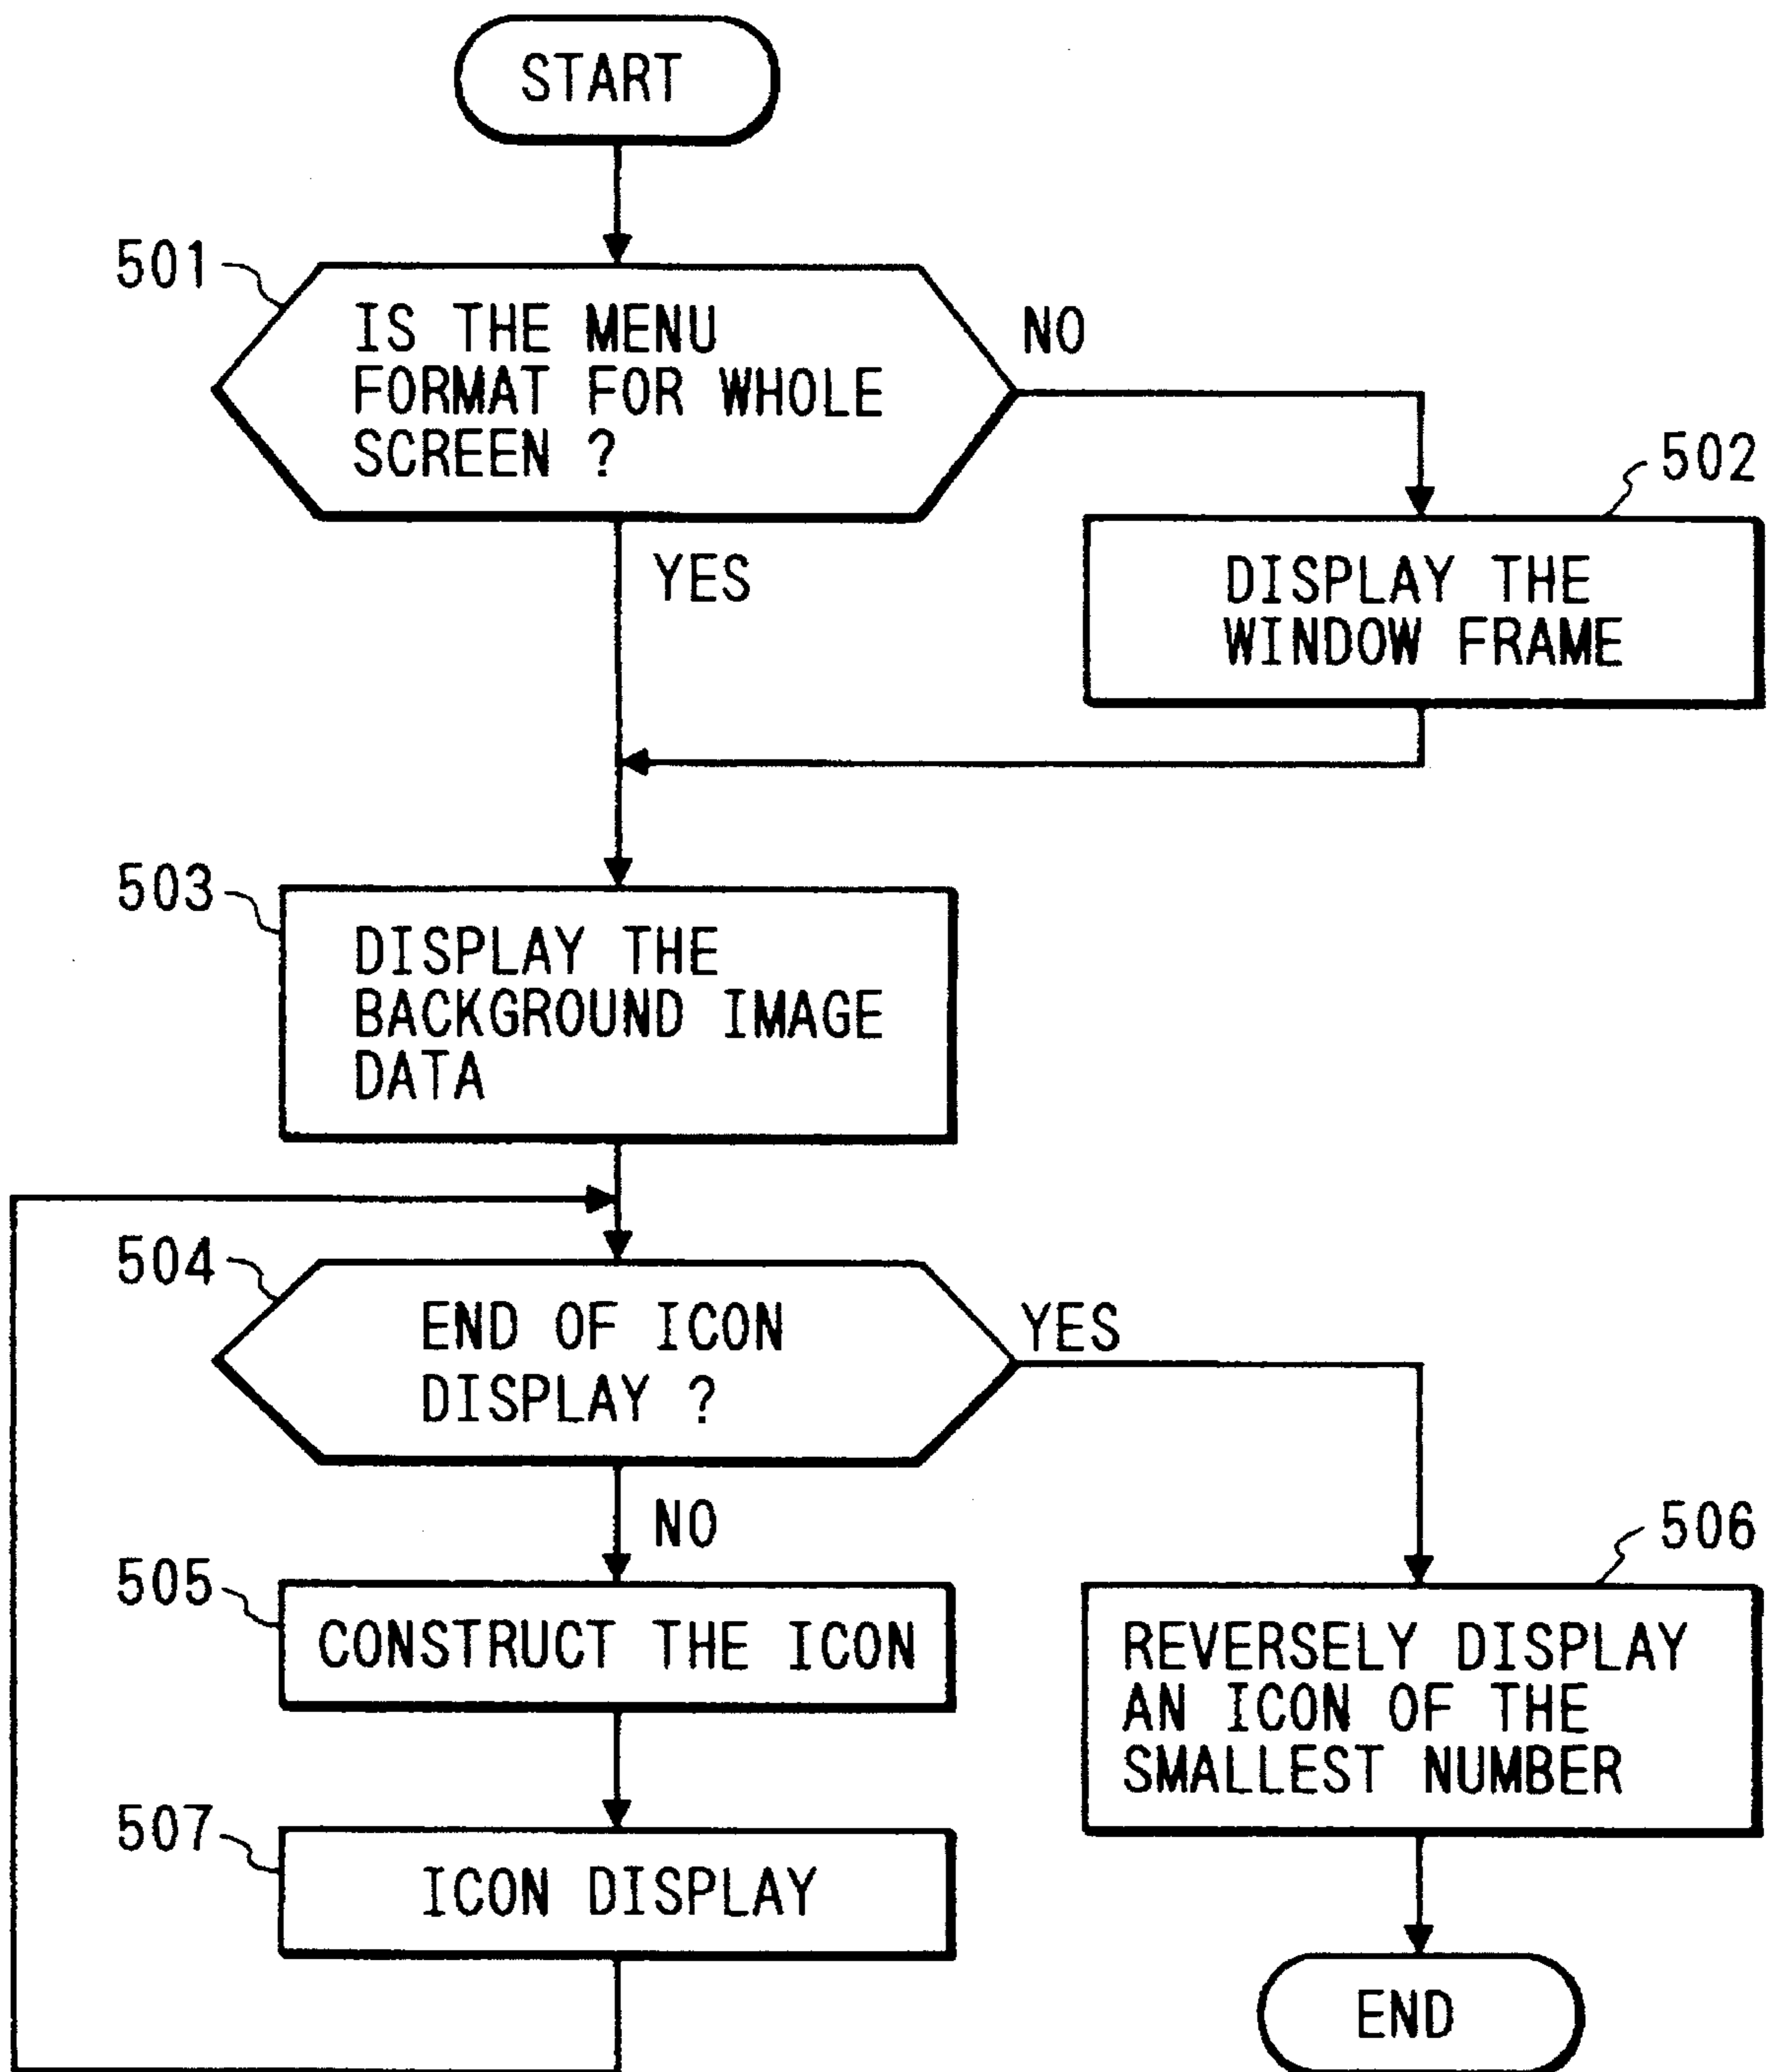 START
501
IS THE MENU
FORMAT FOR WHOLE
SCREEN ?
NO
YES
502
DISPLAY THE
WINDOW FRAME
503
DISPLAY THE
BACKGROUND IMAGE
DATA
504
END OF ICON
DISPLAY ?
YES
NO
505
CONSTRUCT THE ICON
506
REVERSELY DISPLAY
AN ICON OF THE
SMALLEST NUMBER
507
ICON DISPLAY
END